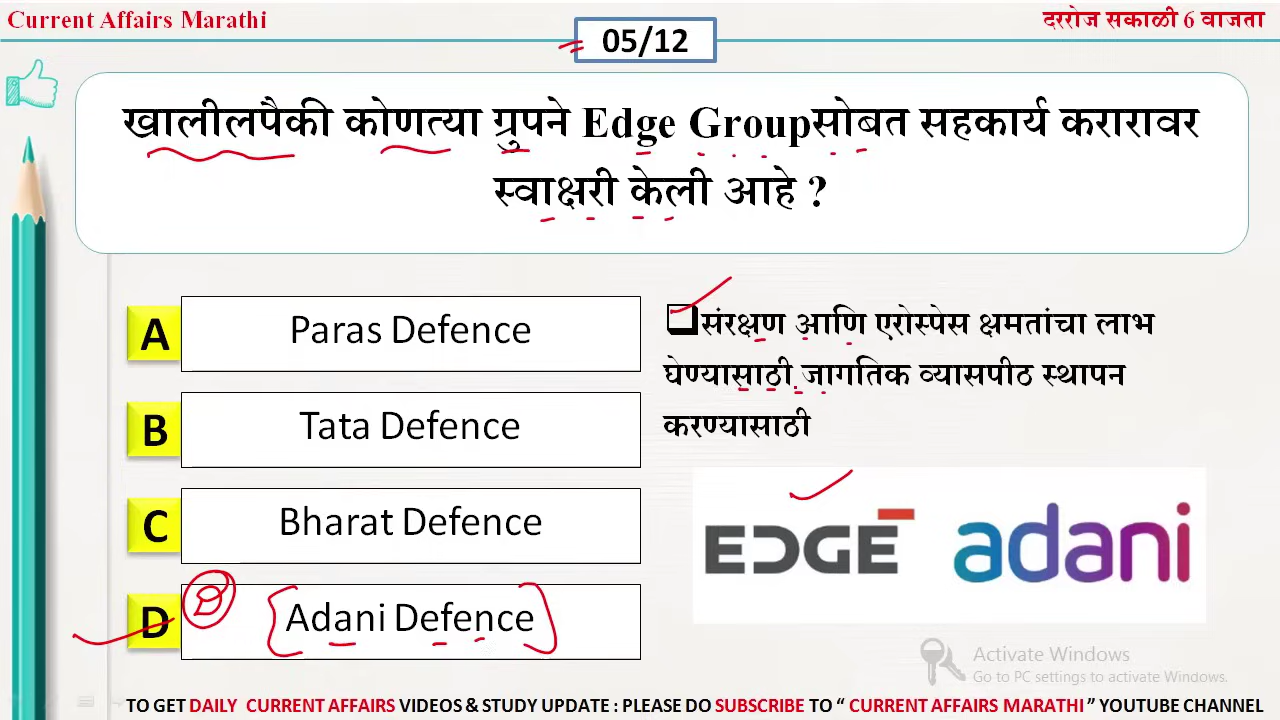 Current Affairs Marathi
दररोज सकाळी 6 वाजता
05/12
खालीलपैकी कोणत्या ग्रुपने Edge Groupसोबत सहकार्य करारावर
स्वाक्षरी केली आहे ?
A Paras Defence
B Tata Defence
C Bharat Defence
D Adani Defence
D
संरक्षण आणि एरोस्पेस क्षमतांचा लाभ
घेण्यासाठी जागतिक व्यासपीठ स्थापन
करण्यासाठी
EDGE adani
Activate Windows
Go to PC settings to activate Windows.
TO GET DAILY CURRENT AFFAIRS VIDEOS & STUDY UPDATE : PLEASE DO SUBSCRIBE TO “ CURRENT AFFAIRS MARATHI ” YOUTUBE CHANNEL